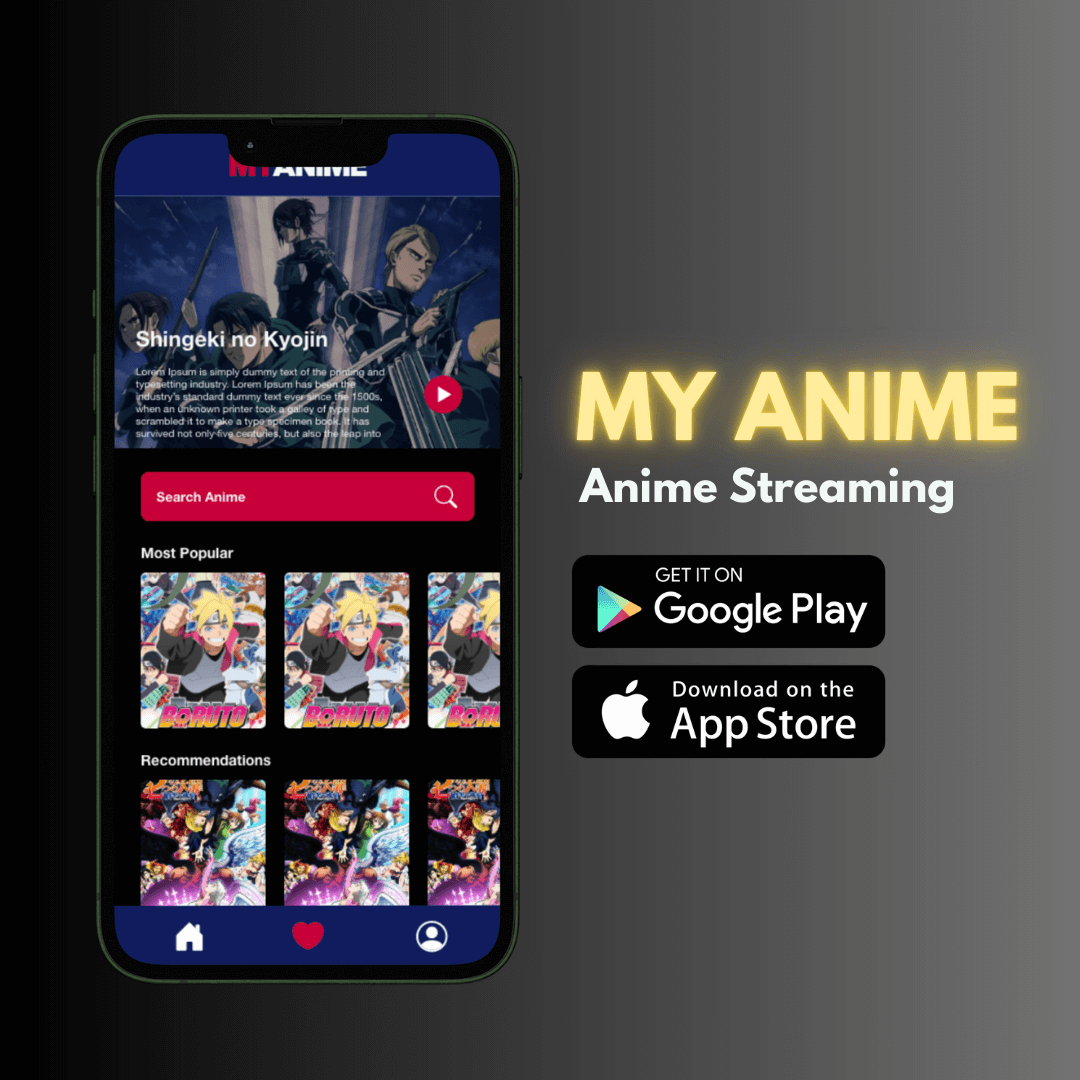 MYANIME
Shingeki no Kyojin
Lorem Ipsum is simply dummy text of the printing and
typesetting industry. Lorem Ipsum has been the
industry's standard dummy text ever since the 1500s,
when an unknown printer took a galley of type and
scrambled it to make a type specimen book. It has
survived not only five centuries, but also the leap into
Search Anime
Most Popular
BORUTO
BORUTO
BORU
Recommendations
MY ANIME
Anime Streaming
GET IT ON
Google Play
Download on the
App Store